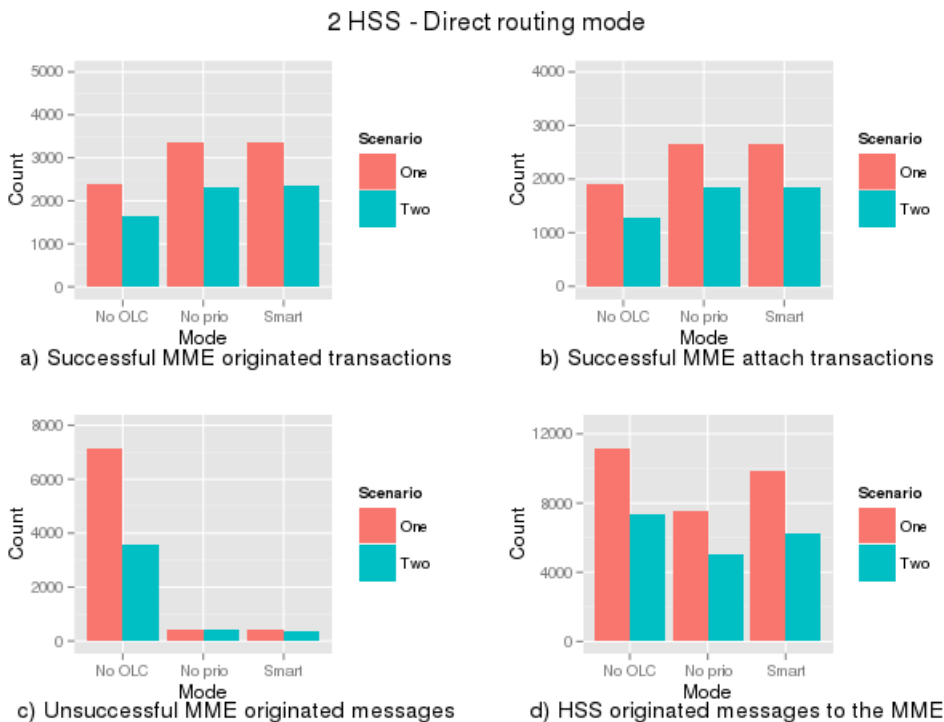 2 HSS - Direct routing mode
5000
4000
3000
2000
1000
0
Count
No OLC No prio Smart
Mode
Scenario
One
Two
a) Successful MME originated transactions
4000
3000
2000
1000
0
Count
No OLC No prio Smart
Mode
Scenario
One
Two
b) Successful MME attach transactions
8000
6000
4000
2000
0
Count
No OLC No prio Smart
Mode
Scenario
One
Two
c) Unsuccessful MME originated messages
12000
8000
4000
0
Count
No OLC No prio Smart
Mode
Scenario
One
Two
d) HSS originated messages to the MME